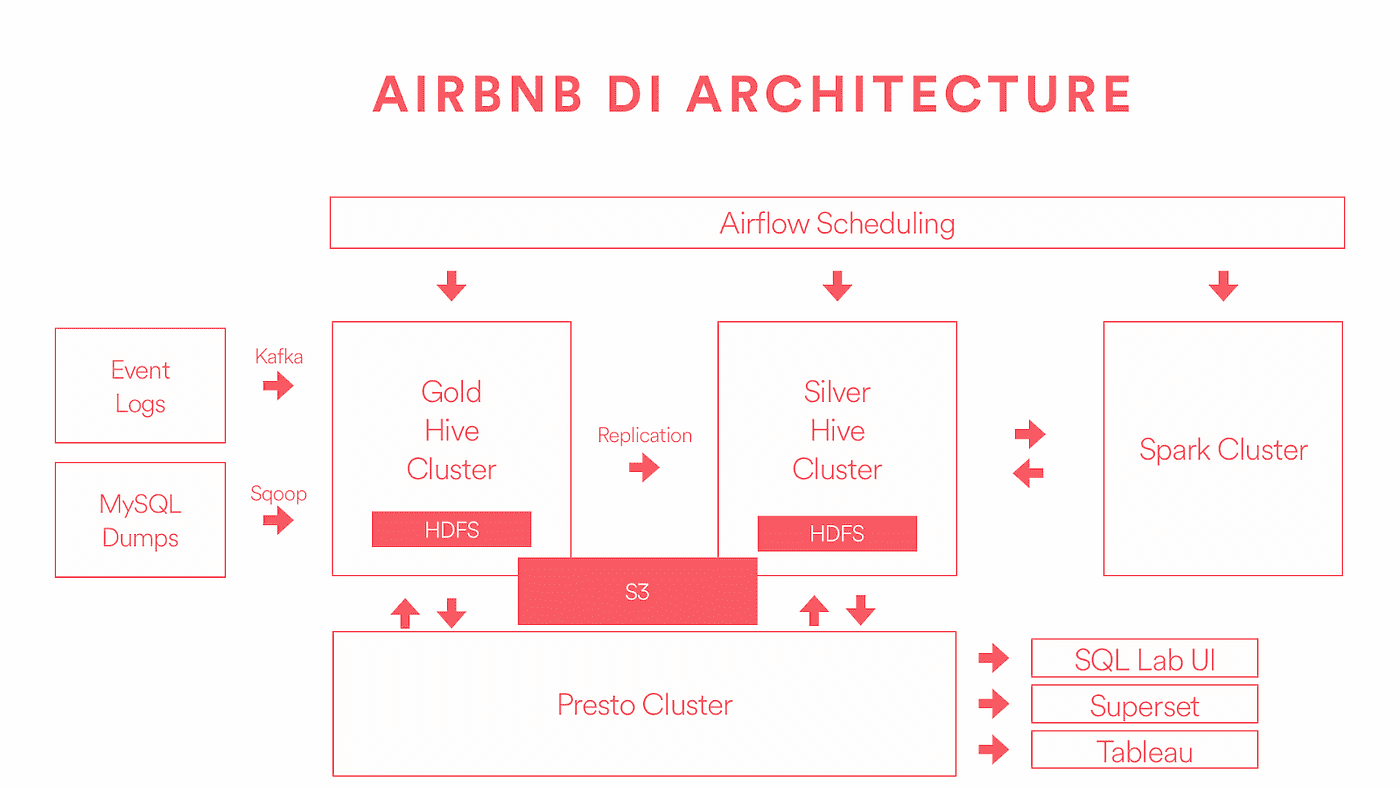 AIRBNB DI ARCHITECTURE
Airflow Scheduling
Event
Logs
Kafka
MySQL
Dumps
Sqoop
Gold
Hive
Cluster
HDFS
Replication
Silver
Hive
Cluster
HDFS
S3
Spark Cluster
Presto Cluster
SQL Lab UI
Superset
Tableau